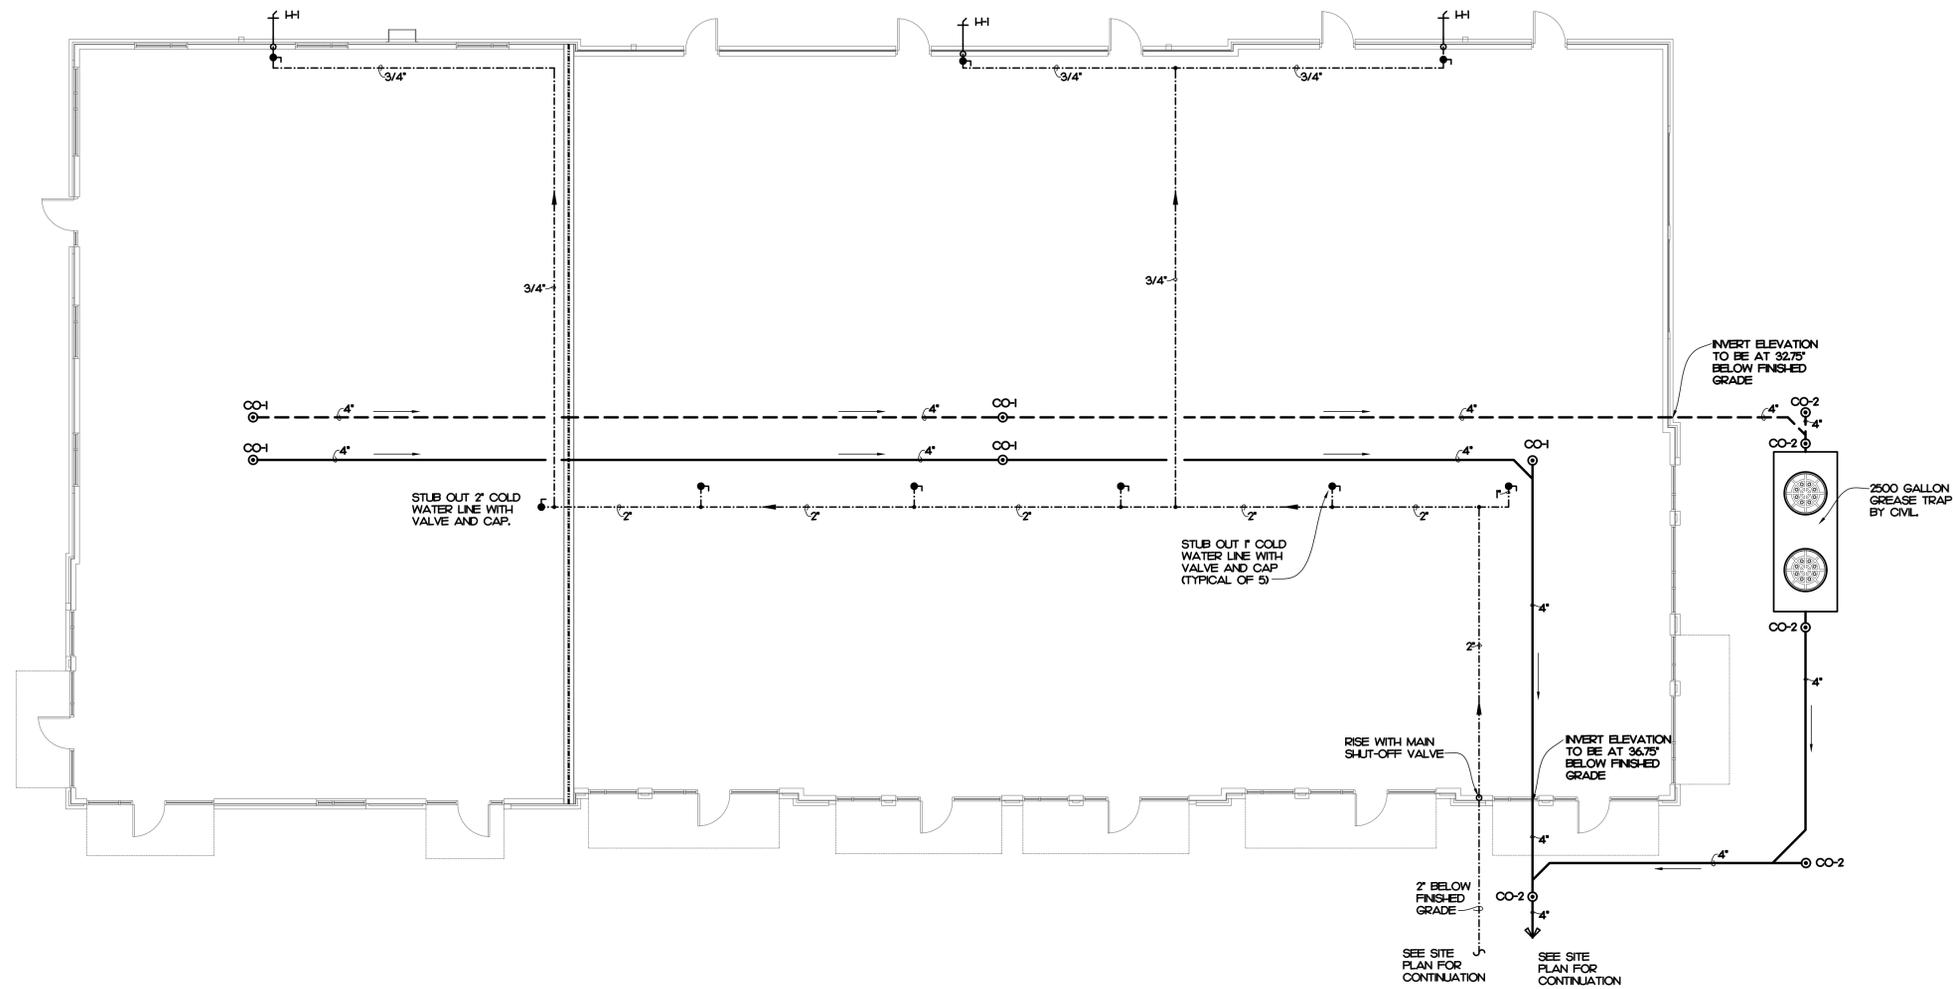 H-1
H-1
H-1
3/4"
3/4"
3/4"
3/4"
3/4"
INVERT ELEVATION
TO BE AT 32.75"
BELOW FINISHED
GRADE
CO-1
4"
4"
CO-1
4"
4"
CO-2
4"
CO-2
CO-1
4"
4"
CO-1
4"
CO-1
STUB OUT 2" COLD
WATER LINE WITH
VALVE AND CAP.
2"
2"
2"
2"
2"
1"
2500 GALLON
GREASE TRAP
BY CIVIL.
STUB OUT 1" COLD
WATER LINE WITH
VALVE AND CAP
(TYPICAL OF 5)
4"
CO-2
2"
4"
RISE WITH MAIN
SHUT-OFF VALVE
INVERT ELEVATION
TO BE AT 36.75"
BELOW FINISHED
GRADE
4"
4"
CO-2
2" BELOW
FINISHED
GRADE
CO-2
4"
SEE SITE
PLAN FOR
CONTINUATION
SEE SITE
PLAN FOR
CONTINUATION